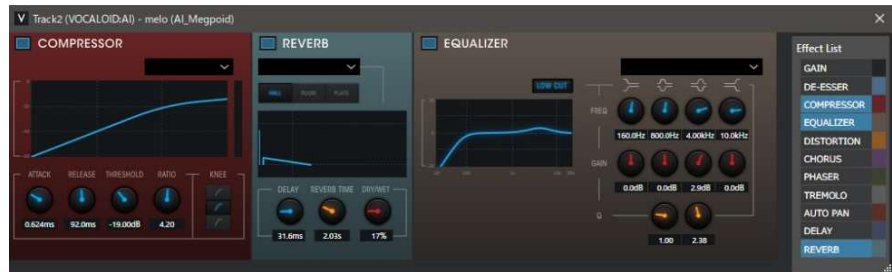 V Track2 (VOCALOID:AI) - melo (AI_Megpoid)
COMPRESSOR
ATTACK RELEASE THRESHOLD RATIO KNEE
0.624ms 92.0ms -19.00dB 4.20
REVERB
HALL ROOM PLATE
DELAY REVERB TIME DRY/WET
31.6ms 2.03s 17%
EQUALIZER
LOW CUT
FREQ
160.0Hz 800.0Hz 4.00kHz 10.0kHz
GAIN
0.0dB 0.0dB 2.9dB 0.0dB
Q
1.00 2.38
Effect List
GAIN
DE-ESSER
COMPRESSOR
EQUALIZER
DISTORTION
CHORUS
PHASER
TREMOLO
AUTO PAN
DELAY
REVERB